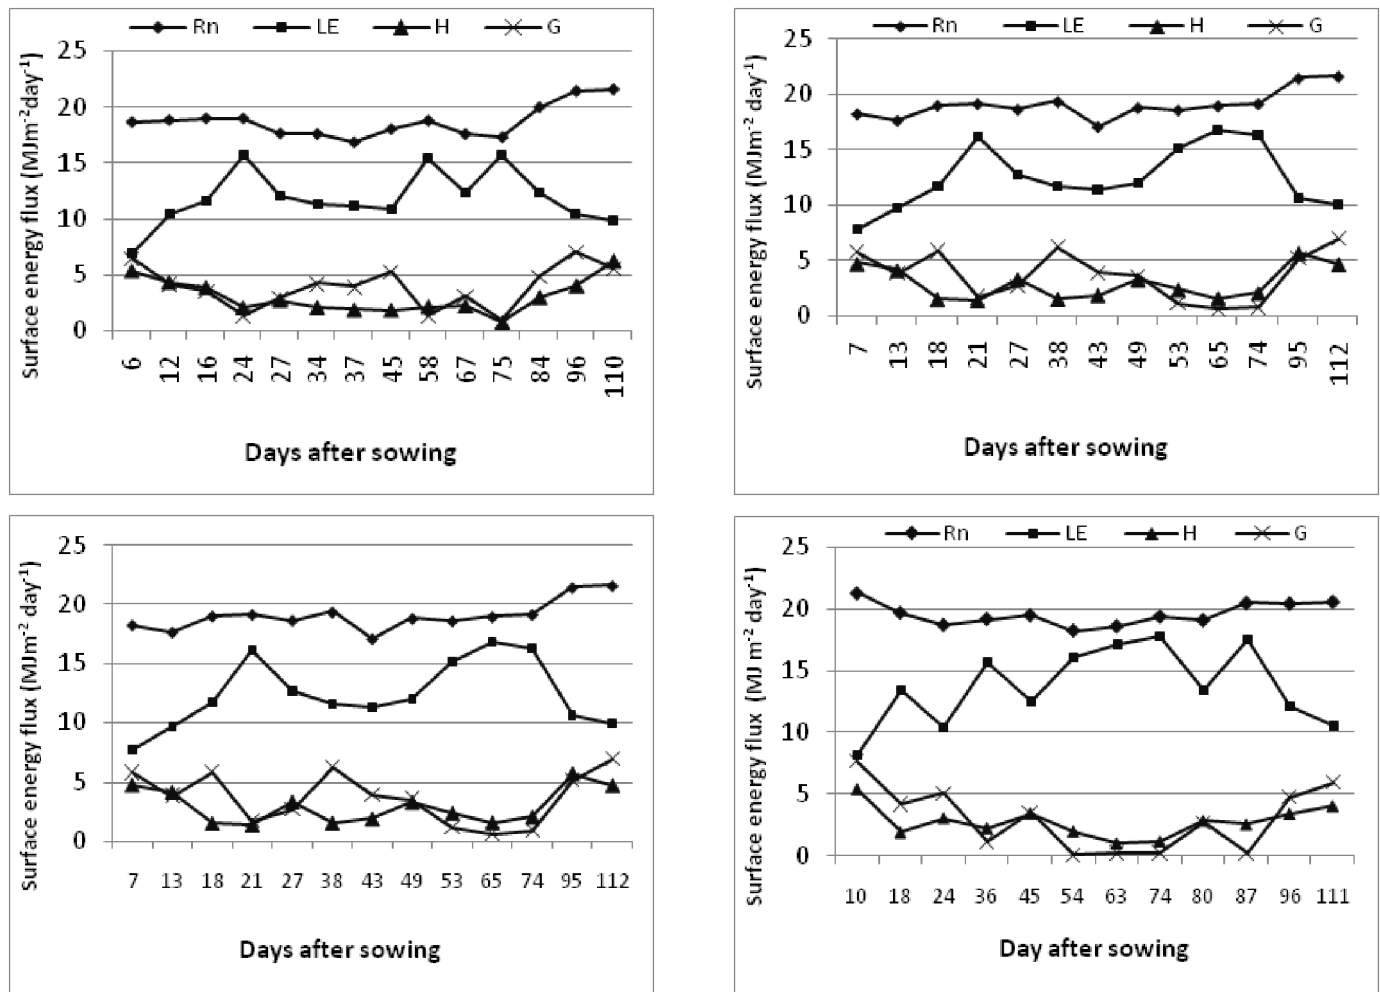 Rn LE H G
Surface energy flux (MJm-2day-1)
25
20
15
10
5
0
6 12 16 24 27 34 37 45 58 67 75 84 96 110
Days after sowing
Rn LE H G
Surface energy flux (MJm-2 day-1)
25
20
15
10
5
0
7 13 18 21 27 38 43 49 53 65 74 95 112
Days after sowing
Surface energy flux (MJm-2 day-1)
25
20
15
10
5
0
7 13 18 21 27 38 43 49 53 65 74 95 112
Days after sowing
Rn LE H G
Surface energy flux (MJ m-2 day-1)
25
20
15
10
5
0
10 18 24 36 45 54 63 74 80 87 96 111
Day after sowing